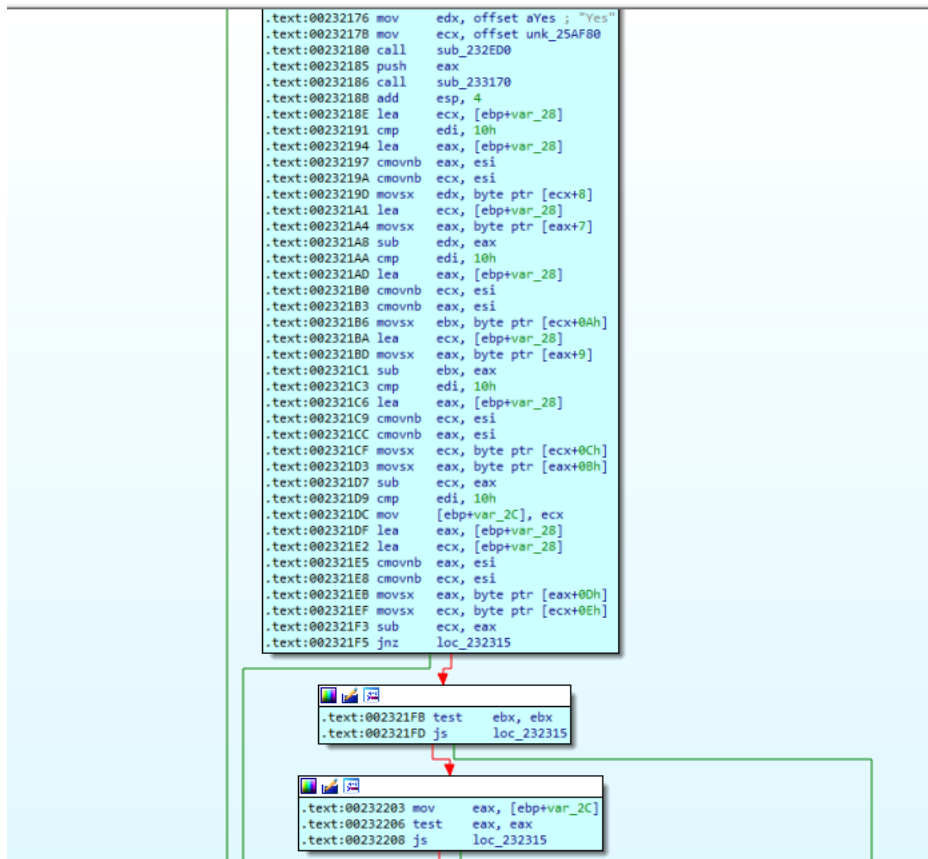 .text:00232176 mov edx, offset aYes ; "Yes"
.text:0023217B mov ecx, offset unk_25AF80
.text:00232180 call sub_232ED0
.text:00232185 push eax
.text:00232186 call sub_233170
.text:0023218B add esp, 4
.text:0023218E lea ecx, [ebp+var_28]
.text:00232191 cmp edi, 10h
.text:00232194 lea eax, [ebp+var_28]
.text:00232197 cmovnb eax, esi
.text:0023219A cmovnb ecx, esi
.text:0023219D movsx edx, byte ptr [ecx+8]
.text:002321A1 lea ecx, [ebp+var_28]
.text:002321A4 movsx eax, byte ptr [eax+7]
.text:002321A8 sub edx, eax
.text:002321AA cmp edi, 10h
.text:002321AD lea eax, [ebp+var_28]
.text:002321B0 cmovnb ecx, esi
.text:002321B3 cmovnb eax, esi
.text:002321B6 movsx ebx, byte ptr [ecx+0Ah]
.text:002321BA lea ecx, [ebp+var_28]
.text:002321BD movsx eax, byte ptr [eax+9]
.text:002321C1 sub ebx, eax
.text:002321C3 cmp edi, 10h
.text:002321C6 lea eax, [ebp+var_28]
.text:002321C9 cmovnb ecx, esi
.text:002321CC cmovnb eax, esi
.text:002321CF movsx ecx, byte ptr [ecx+0Ch]
.text:002321D3 movsx eax, byte ptr [eax+0Bh]
.text:002321D7 sub ecx, eax
.text:002321D9 cmp edi, 10h
.text:002321DC mov [ebp+var_2C], ecx
.text:002321DF lea eax, [ebp+var_28]
.text:002321E2 lea ecx, [ebp+var_28]
.text:002321E5 cmovnb eax, esi
.text:002321E8 cmovnb ecx, esi
.text:002321EB movsx eax, byte ptr [eax+0Dh]
.text:002321EF movsx ecx, byte ptr [ecx+0Eh]
.text:002321F3 sub ecx, eax
.text:002321F5 jnz loc_232315
.text:002321FB test ebx, ebx
.text:002321FD js loc_232315
.text:00232203 mov eax, [ebp+var_2C]
.text:00232206 test eax, eax
.text:00232208 js loc_232315